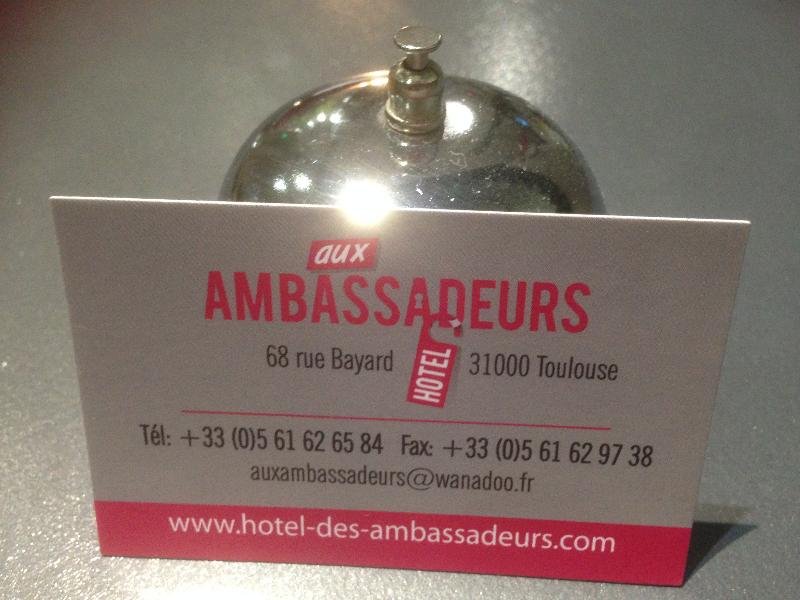 aux
AMBASSADEURS
68 rue Bayard HOTEL 31000 Toulouse
Tél: +33 (0)5 61 62 65 84 Fax: +33 (0)5 61 62 97 38
auxambassadeurs@wanadoo.fr
www.hotel-des-ambassadeurs.com